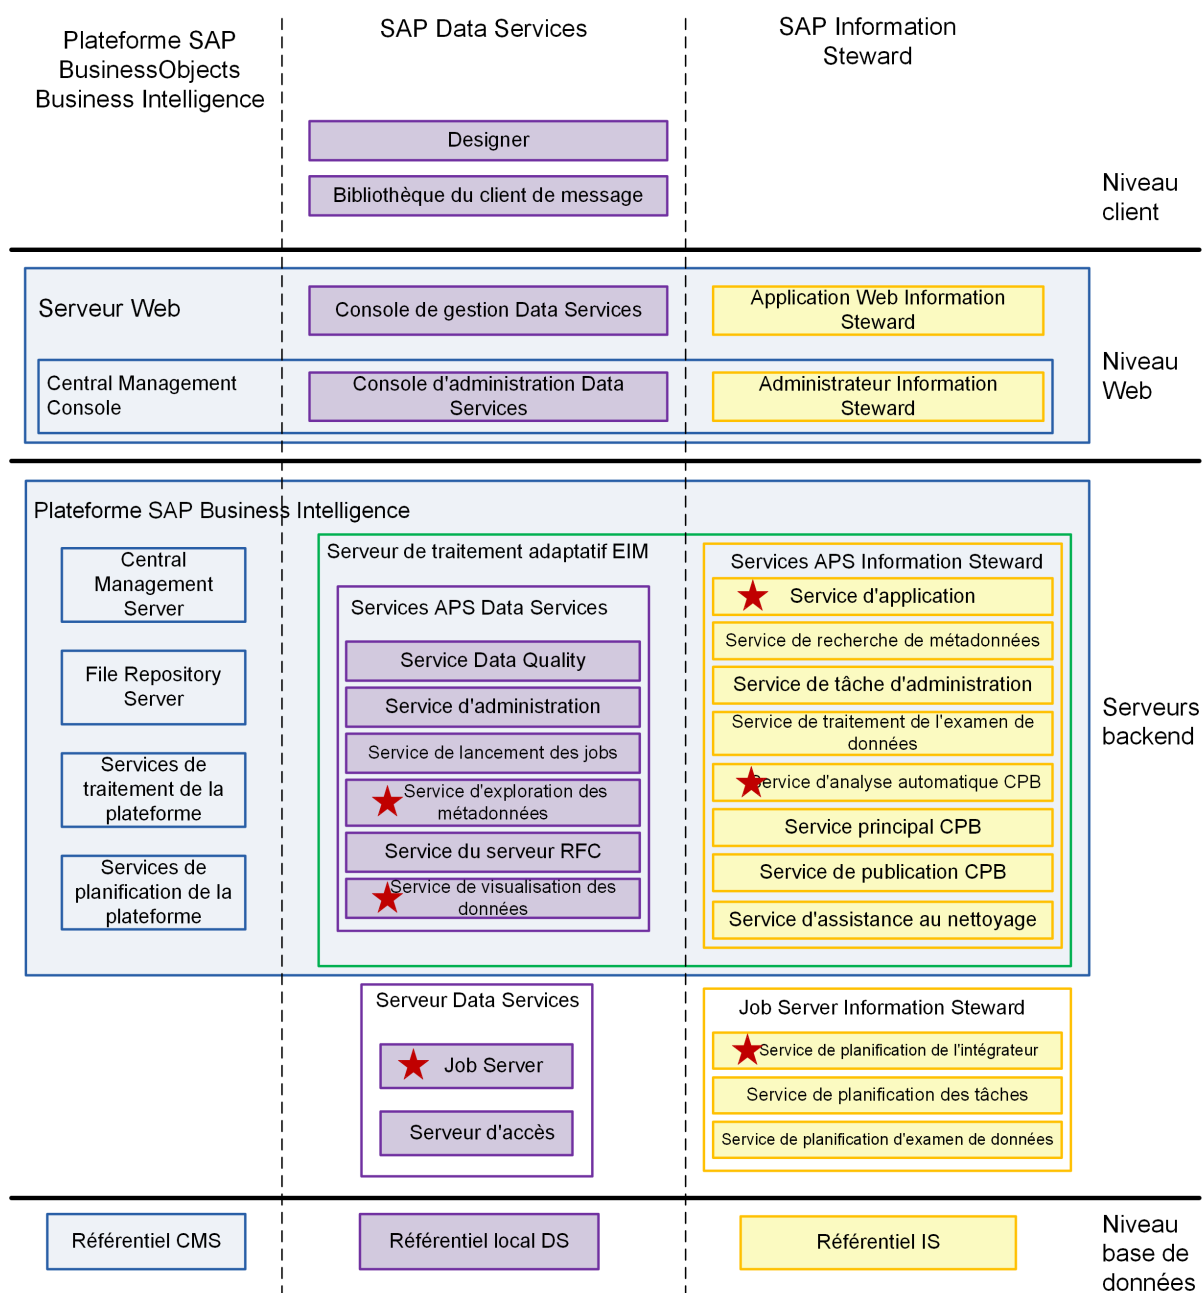 Plateforme SAP
BusinessObjects
Business Intelligence
SAP Data Services
SAP Information
Steward
Designer
Bibliothèque du client de message
Niveau
client
Serveur Web
Console de gestion Data Services
Application Web Information
Steward
Central Management
Console
Console d'administration Data
Services
Administrateur Information
Steward
Niveau
Web
Plateforme SAP Business Intelligence
Central
Management
Server
File Repository
Server
Services de
traitement de la
plateforme
Services de
planification de la
plateforme
Serveur de traitement adaptatif EIM
Services APS Data Services
Service Data Quality
Service d'administration
Service de lancement des jobs
Service d'exploration des
métadonnées
Service du serveur RFC
Service de visualisation des
données
Services APS Information Steward
Service d'application
Service de recherche de métadonnées
Service de tâche d'administration
Service de traitement de l'examen de
données
Service d'analyse automatique CPB
Service principal CPB
Service de publication CPB
Service d'assistance au nettoyage
Serveurs
backend
Serveur Data Services
Job Server
Serveur d'accès
Job Server Information Steward
Service de planification de l'intégrateur
Service de planification des tâches
Service de planification d'examen de données
Référentiel CMS
Référentiel local DS
Référentiel IS
Niveau
base de
données